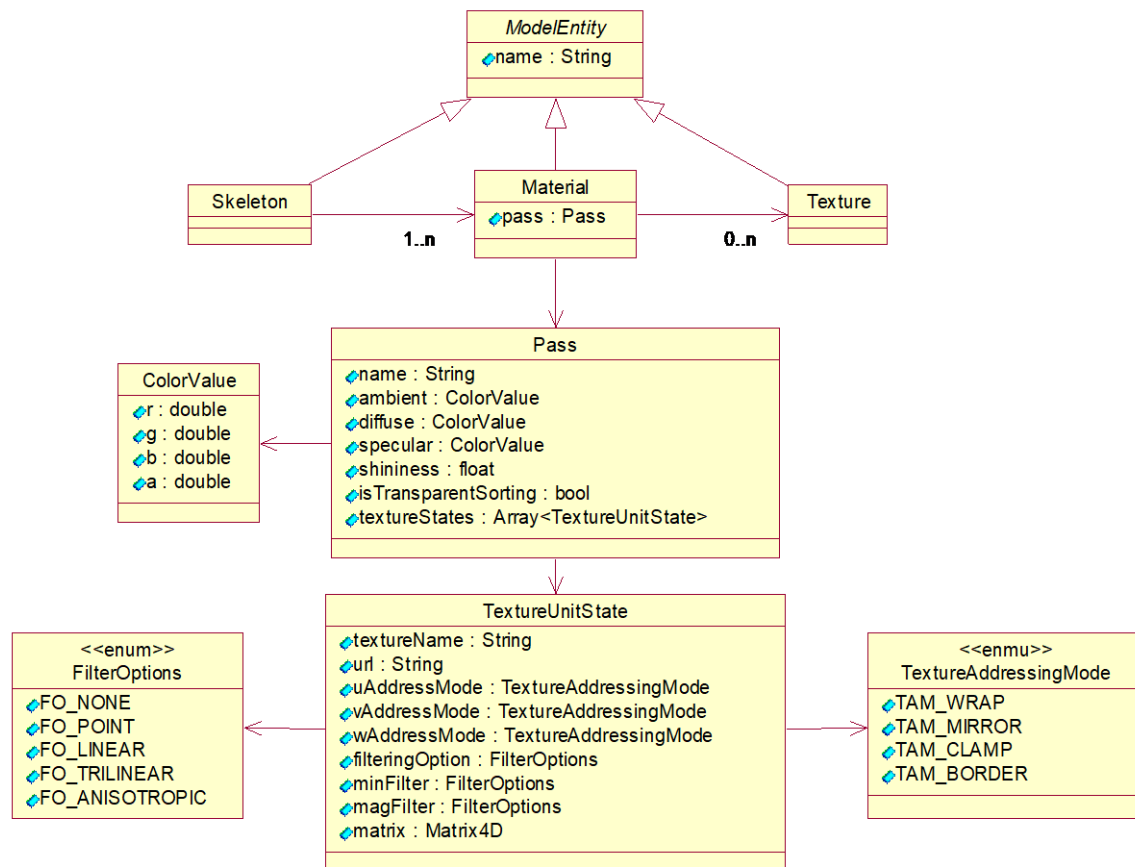 ModelEntity
name : String
Skeleton
Material
pass : Pass
Texture
1..n
0..n
Pass
name : String
ambient : ColorValue
diffuse : ColorValue
specular : ColorValue
shininess : float
isTransparentSorting : bool
textureStates : Array<TextureUnitState>
ColorValue
r : double
g : double
b : double
a : double
TextureUnitState
textureName : String
url : String
uAddressMode : TextureAddressingMode
vAddressMode : TextureAddressingMode
wAddressMode : TextureAddressingMode
filteringOption : FilterOptions
minFilter : FilterOptions
magFilter : FilterOptions
matrix : Matrix4D
<<enum>>
FilterOptions
FO_NONE
FO_POINT
FO_LINEAR
FO_TRILINEAR
FO_ANISOTROPIC
<<enmu>>
TextureAddressingMode
TAM_WRAP
TAM_MIRROR
TAM_CLAMP
TAM_BORDER